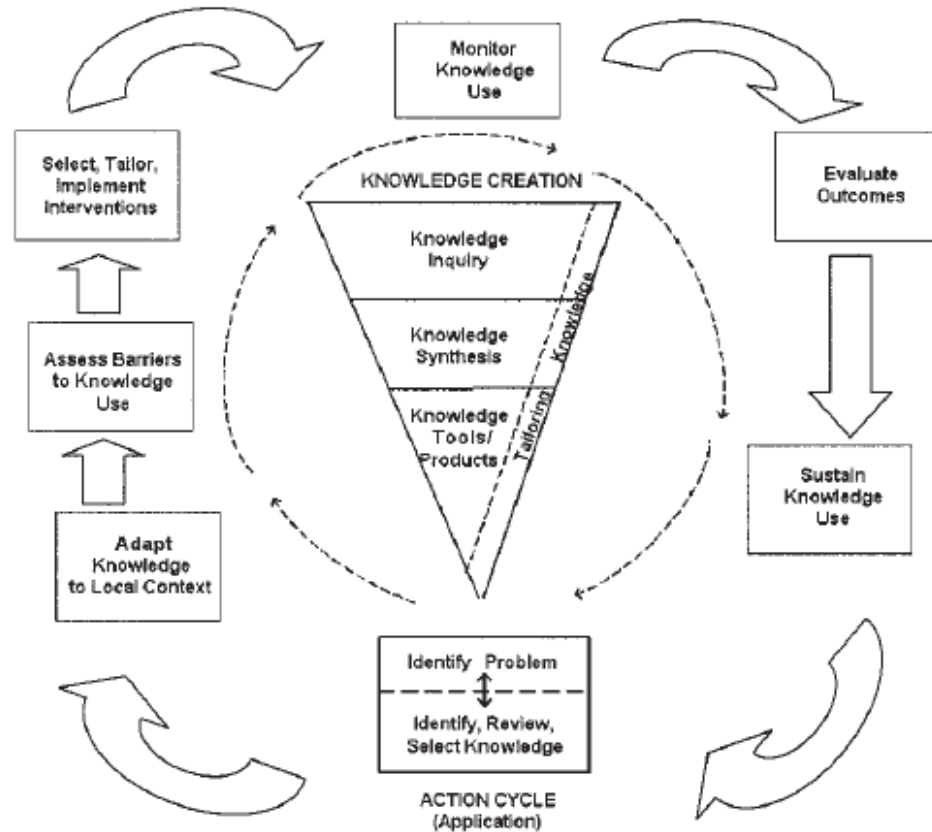 Monitor
Knowledge
Use
Select, Tailor,
Implement
Interventions
Evaluate
Outcomes
KNOWLEDGE CREATION
Knowledge
Inquiry
Knowledge
Synthesis
Knowledge
Tools/
Products
Tailoring Knowledge
Assess Barriers
to Knowledge
Use
Sustain
Knowledge
Use
Adapt
Knowledge
to Local Context
Identify Problem
Identify, Review,
Select Knowledge
ACTION CYCLE
(Application)